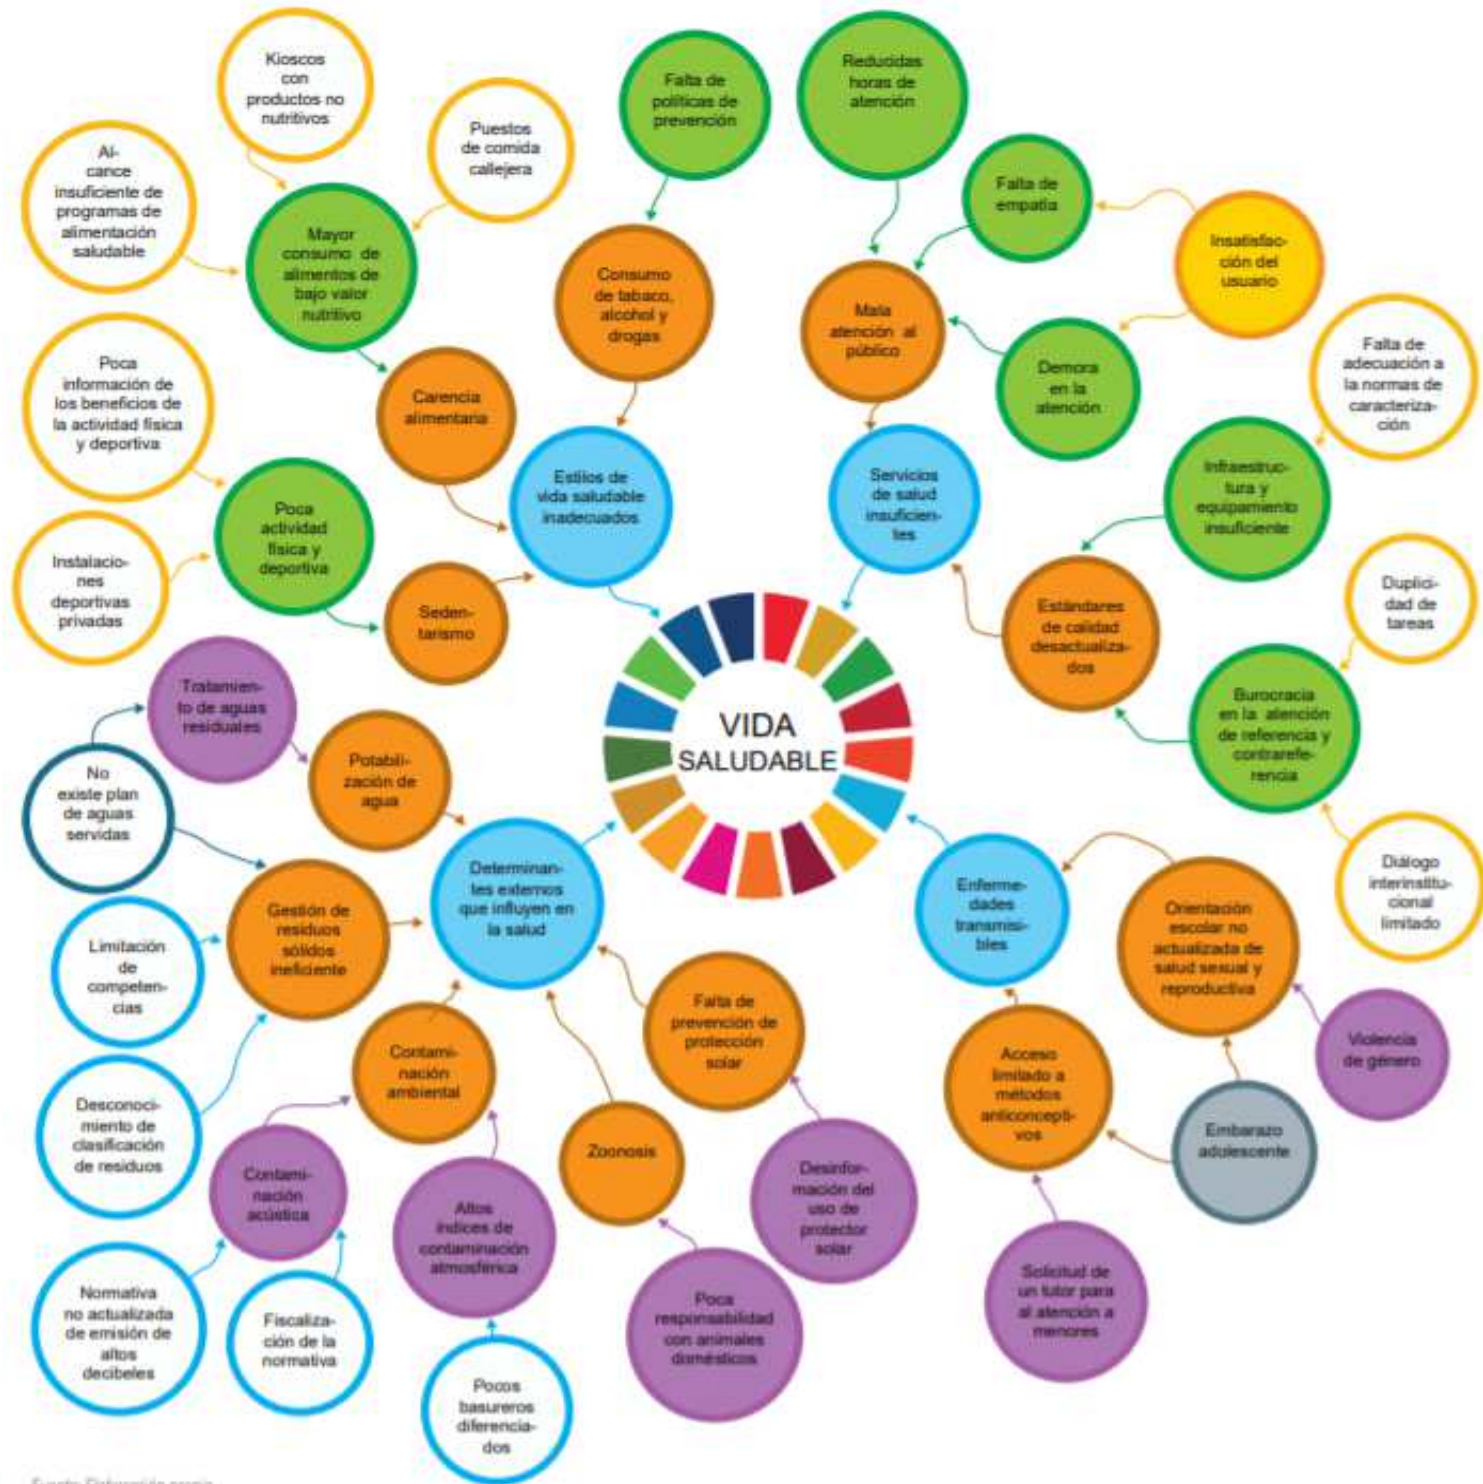 Kioscos
con
productos no
nutritivos
Puestos
de comida
callejera
Al-
cance
insuficiente de
programas de
alimentación
saludable
Mayor
consumo de
alimentos de
bajo valor
nutritivo
Poca
información de
los beneficios de
la actividad física
y deportiva
Carencia
alimentaria
Poca
actividad
física y
deportiva
Instalacio-
nes
deportivas
privadas
Seden-
tarismo
Falta de
políticas de
prevención
Consumo
de tabaco,
alcohol y
drogas
Estilos de
vida saludable
inadecuados
Reducidas
horas de
atención
Falta de
empatía
Insatisfac-
ción del
usuario
Mala
atención al
público
Demora
en la
atención
Falta de
adecuación a
la normas de
caracteriza-
ción
Servicios
de salud
insuficien-
tes
Infraestruc-
tura y
equipamiento
insuficiente
Estándares
de calidad
desactualiza-
dos
Duplici-
dad de
tareas
Burocracia
en la atención
de referencia y
contrarefe-
rencia
Diálogo
interinstitu-
cional
limitado
VIDA
SALUDABLE
Tratamien-
to de aguas
residuales
No
existe plan
de aguas
servidas
Potabili-
zación de
agua
Determinan-
tes externos
que influyen en
la salud
Gestión de
residuos
sólidos
ineficiente
Limitación
de
competen-
cias
Desconoci-
miento de
clasificación
de residuos
Contami-
nación
ambiental
Contami-
nación
acústica
Normativa
no actualizada
de emisión de
altos
decibeles
Fiscaliza-
ción de la
normativa
Altos
índices de
contaminación
atmosférica
Pocos
basureros
diferencia-
dos
Zoonosis
Poca
responsabilidad
con animales
domésticos
Falta de
prevención de
protección
solar
Desinfor-
mación del
uso de
protector
solar
Enferme-
dades
transmisi-
bles
Orientación
escolar no
actualizada de
salud sexual y
reproductiva
Violencia
de género
Acceso
limitado a
métodos
anticoncepti-
vos
Embarazo
adolescente
Solicitud de
un tutor para
al atención a
menores
Fuente: Elaboración propia